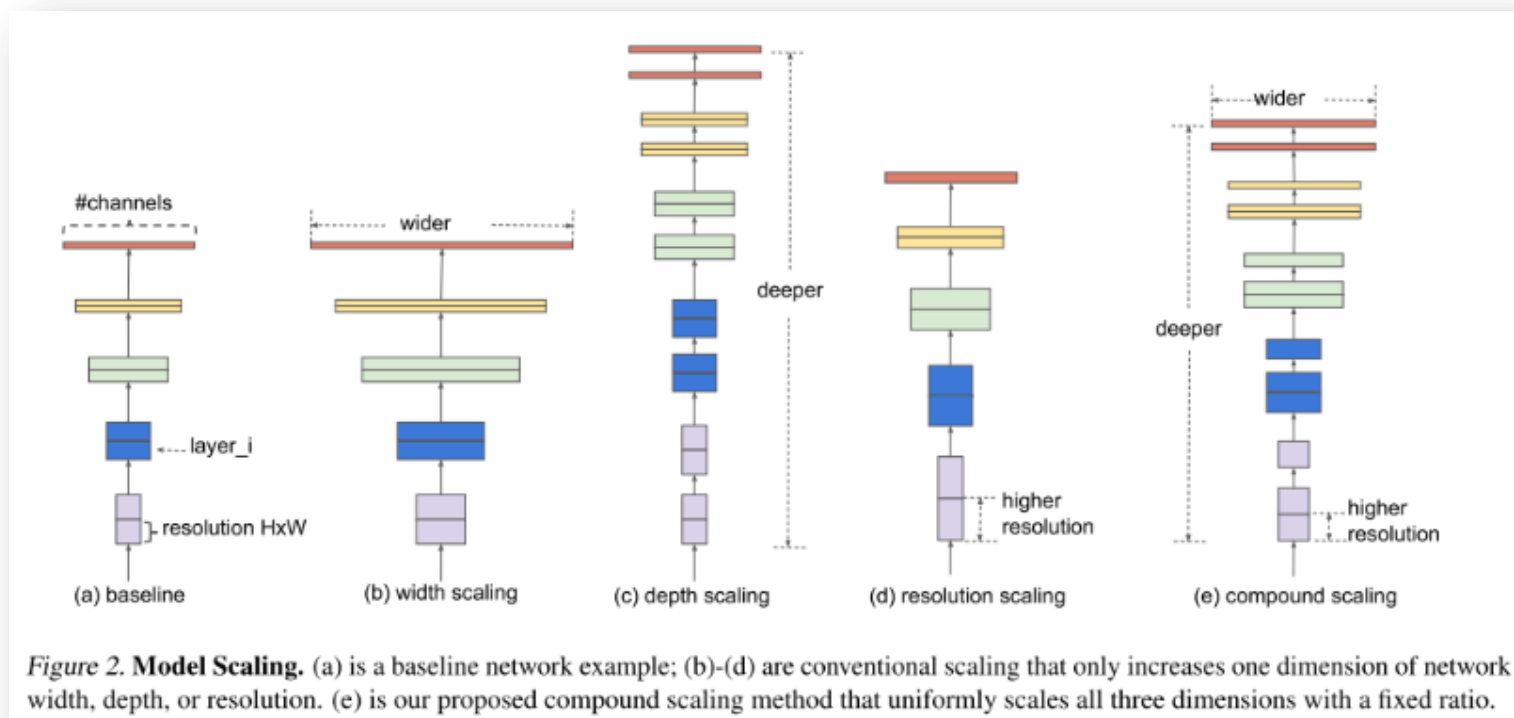 #channels
layer_i
resolution HxW
(a) baseline
wider
(b) width scaling
deeper
(c) depth scaling
higher
resolution
(d) resolution scaling
wider
deeper
higher
resolution
(e) compound scaling
Figure 2. Model Scaling. (a) is a baseline network example; (b)-(d) are conventional scaling that only increases one dimension of network
width, depth, or resolution. (e) is our proposed compound scaling method that uniformly scales all three dimensions with a fixed ratio.